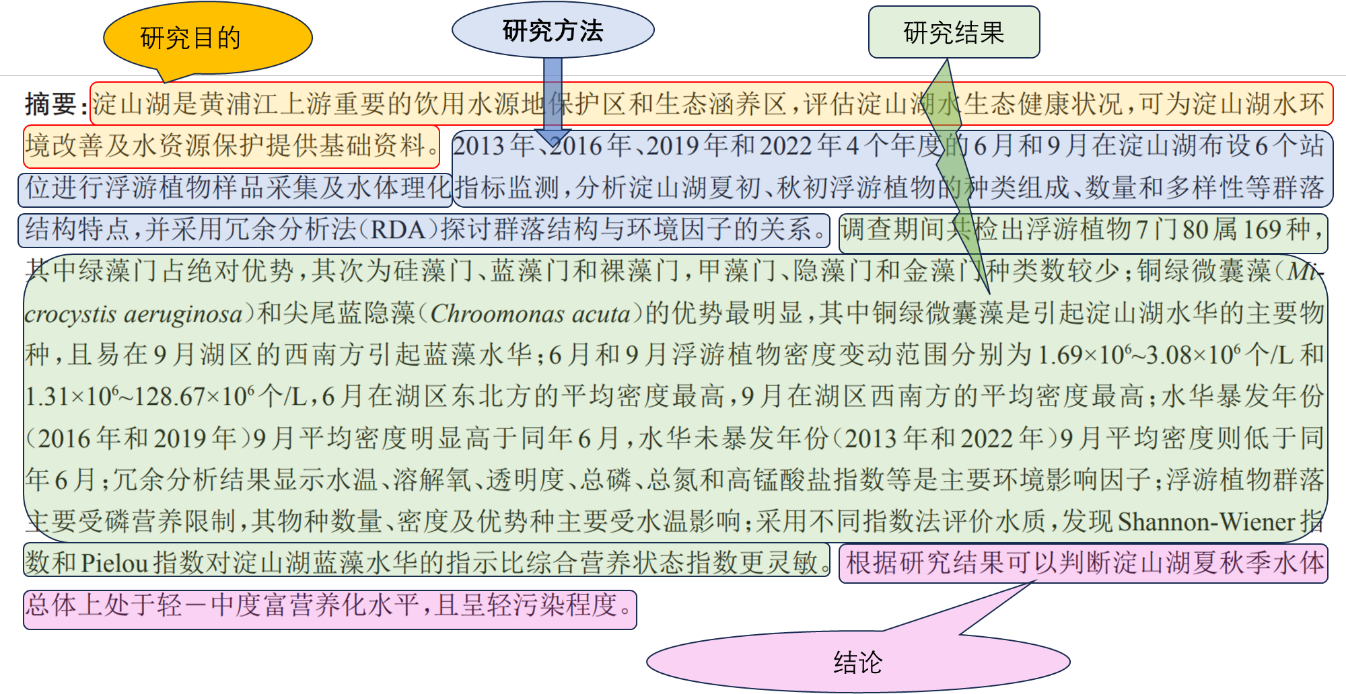 研究目的
研究方法
研究结果
摘要:淀山湖是黄浦江上游重要的饮用水源地保护区和生态涵养区,评估淀山湖水生态健康状况,可为淀山湖水环
境改善及水资源保护提供基础资料。2013年、2016年、2019年和2022年4个年度的6月和9月在淀山湖布设6个站
位进行浮游植物样品采集及水体理化指标监测,分析淀山湖夏初、秋初浮游植物的种类组成、数量和多样性等群落
结构特点,并采用冗余分析法(RDA)探讨群落结构与环境因子的关系。调查期间共检出浮游植物7门80属169种,
其中绿藻门占绝对优势,其次为硅藻门、蓝藻门和裸藻门,甲藻门、隐藻门和金藻门种类数较少;铜绿微囊藻(Mi-
crocystis aeruginosa)和尖尾蓝隐藻(Chroomonas acuta)的优势最明显,其中铜绿微囊藻是引起淀山湖水华的主要物
种,且易在9月湖区的西南方引起蓝藻水华;6月和9月浮游植物密度变动范围分别为1.69×10⁶~3.08×10⁶个/L和
1.31×10⁶~128.67×10⁶个/L,6月在湖区东北方的平均密度最高,9月在湖区西南方的平均密度最高;水华暴发年份
(2016年和2019年)9月平均密度明显高于同年6月,水华未暴发年份(2013年和2022年)9月平均密度则低于同
年6月;冗余分析结果显示水温、溶解氧、透明度、总磷、总氮和高锰酸盐指数等是主要环境影响因子;浮游植物群落
主要受磷营养限制,其物种数量、密度及优势种主要受水温影响;采用不同指数法评价水质,发现Shannon-Wiener指
数和Pielou指数对淀山湖蓝藻水华的指示比综合营养状态指数更灵敏。根据研究结果可以判断淀山湖夏秋季水体
总体上处于轻-中度富营养化水平,且呈轻污染程度。
结论